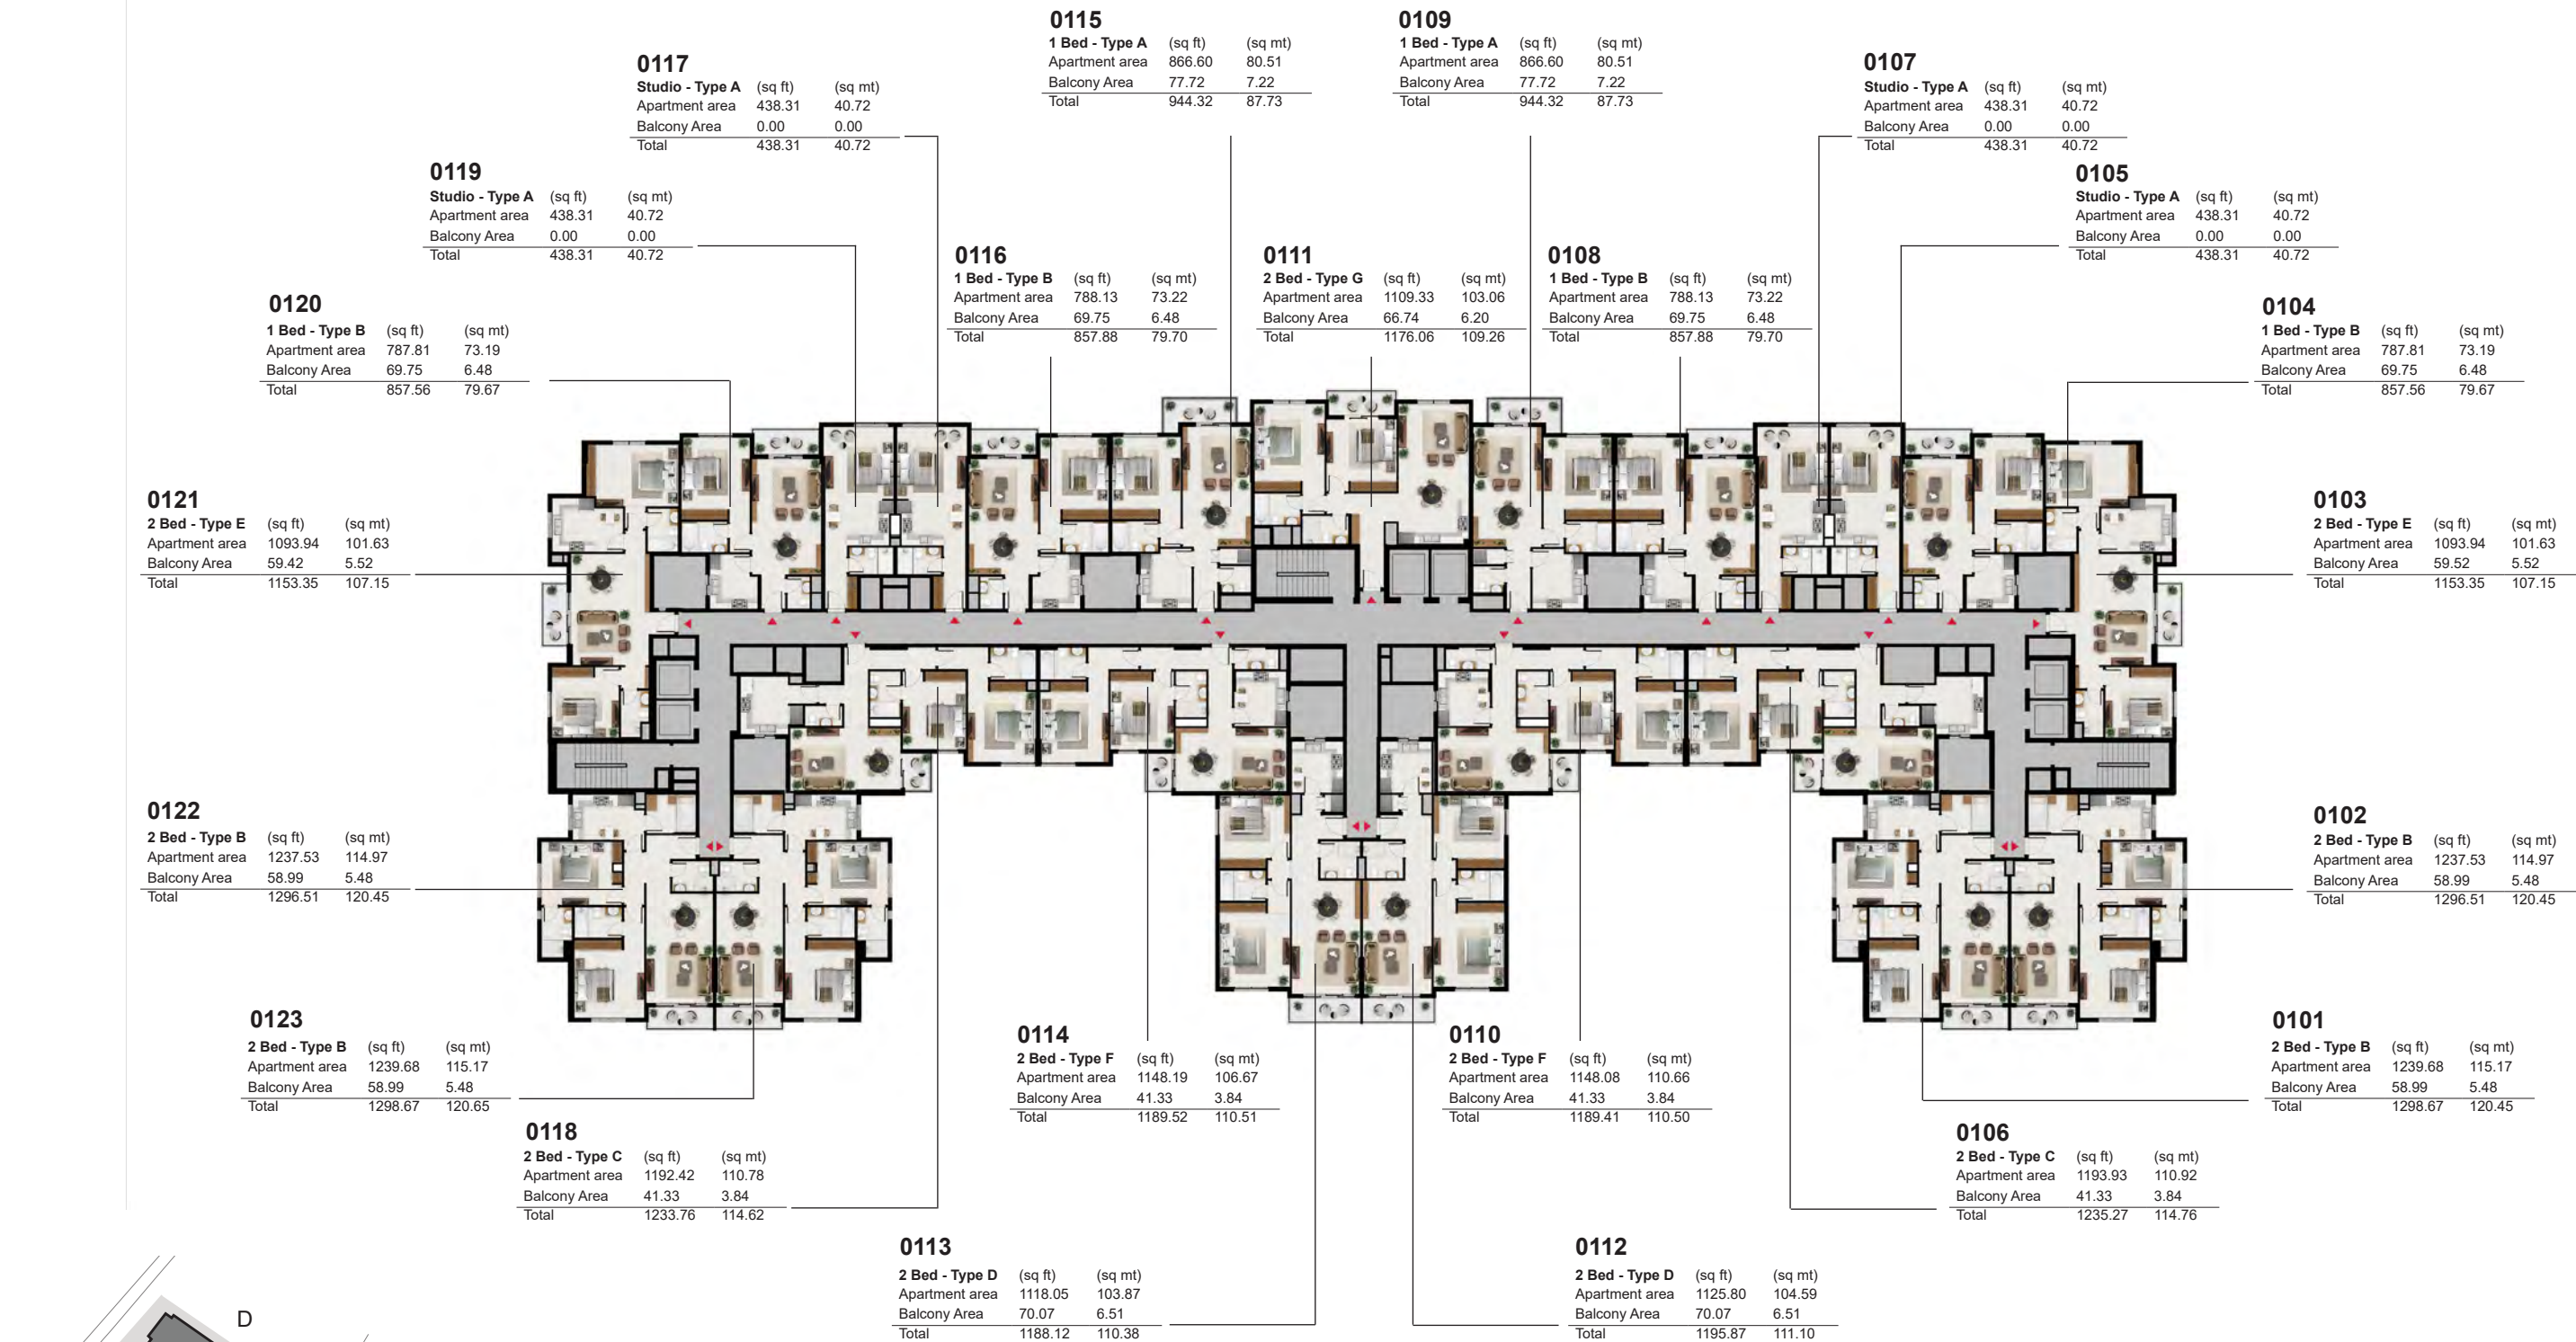 0115
1 Bed - Type A (sq ft) (sq mt)
Apartment area 866.60 80.51
Balcony Area 77.72 7.22
Total 944.32 87.73
0109
1 Bed - Type A (sq ft) (sq mt)
Apartment area 866.60 80.51
Balcony Area 77.72 7.22
Total 944.32 87.73
0117
Studio - Type A (sq ft) (sq mt)
Apartment area 438.31 40.72
Balcony Area 0.00 0.00
Total 438.31 40.72
0107
Studio - Type A (sq ft) (sq mt)
Apartment area 438.31 40.72
Balcony Area 0.00 0.00
Total 438.31 40.72
0119
Studio - Type A (sq ft) (sq mt)
Apartment area 438.31 40.72
Balcony Area 0.00 0.00
Total 438.31 40.72
0105
Studio - Type A (sq ft) (sq mt)
Apartment area 438.31 40.72
Balcony Area 0.00 0.00
Total 438.31 40.72
0116
1 Bed - Type B (sq ft) (sq mt)
Apartment area 788.13 73.22
Balcony Area 69.75 6.48
Total 857.88 79.70
0111
2 Bed - Type G (sq ft) (sq mt)
Apartment area 1109.33 103.06
Balcony Area 66.74 6.20
Total 1176.06 109.26
0108
1 Bed - Type B (sq ft) (sq mt)
Apartment area 788.13 73.22
Balcony Area 69.75 6.48
Total 857.88 79.70
0120
1 Bed - Type B (sq ft) (sq mt)
Apartment area 787.81 73.19
Balcony Area 69.75 6.48
Total 857.56 79.67
0104
1 Bed - Type B (sq ft) (sq mt)
Apartment area 787.81 73.19
Balcony Area 69.75 6.48
Total 857.56 79.67
0121
2 Bed - Type E (sq ft) (sq mt)
Apartment area 1093.94 101.63
Balcony Area 59.42 5.52
Total 1153.35 107.15
0103
2 Bed - Type E (sq ft) (sq mt)
Apartment area 1093.94 101.63
Balcony Area 59.52 5.52
Total 1153.35 107.15
0122
2 Bed - Type B (sq ft) (sq mt)
Apartment area 1237.53 114.97
Balcony Area 58.99 5.48
Total 1296.51 120.45
0102
2 Bed - Type B (sq ft) (sq mt)
Apartment area 1237.53 114.97
Balcony Area 58.99 5.48
Total 1296.51 120.45
0123
2 Bed - Type B (sq ft) (sq mt)
Apartment area 1239.68 115.17
Balcony Area 58.99 5.48
Total 1298.67 120.65
0114
2 Bed - Type F (sq ft) (sq mt)
Apartment area 1148.19 106.67
Balcony Area 41.33 3.84
Total 1189.52 110.51
0110
2 Bed - Type F (sq ft) (sq mt)
Apartment area 1148.08 110.66
Balcony Area 41.33 3.84
Total 1189.41 110.50
0101
2 Bed - Type B (sq ft) (sq mt)
Apartment area 1239.68 115.17
Balcony Area 58.99 5.48
Total 1298.67 120.45
0118
2 Bed - Type C (sq ft) (sq mt)
Apartment area 1192.42 110.78
Balcony Area 41.33 3.84
Total 1233.76 114.62
0106
2 Bed - Type C (sq ft) (sq mt)
Apartment area 1193.93 110.92
Balcony Area 41.33 3.84
Total 1235.27 114.76
0113
2 Bed - Type D (sq ft) (sq mt)
Apartment area 1118.05 103.87
Balcony Area 70.07 6.51
Total 1188.12 110.38
0112
2 Bed - Type D (sq ft) (sq mt)
Apartment area 1125.80 104.59
Balcony Area 70.07 6.51
Total 1195.87 111.10
D